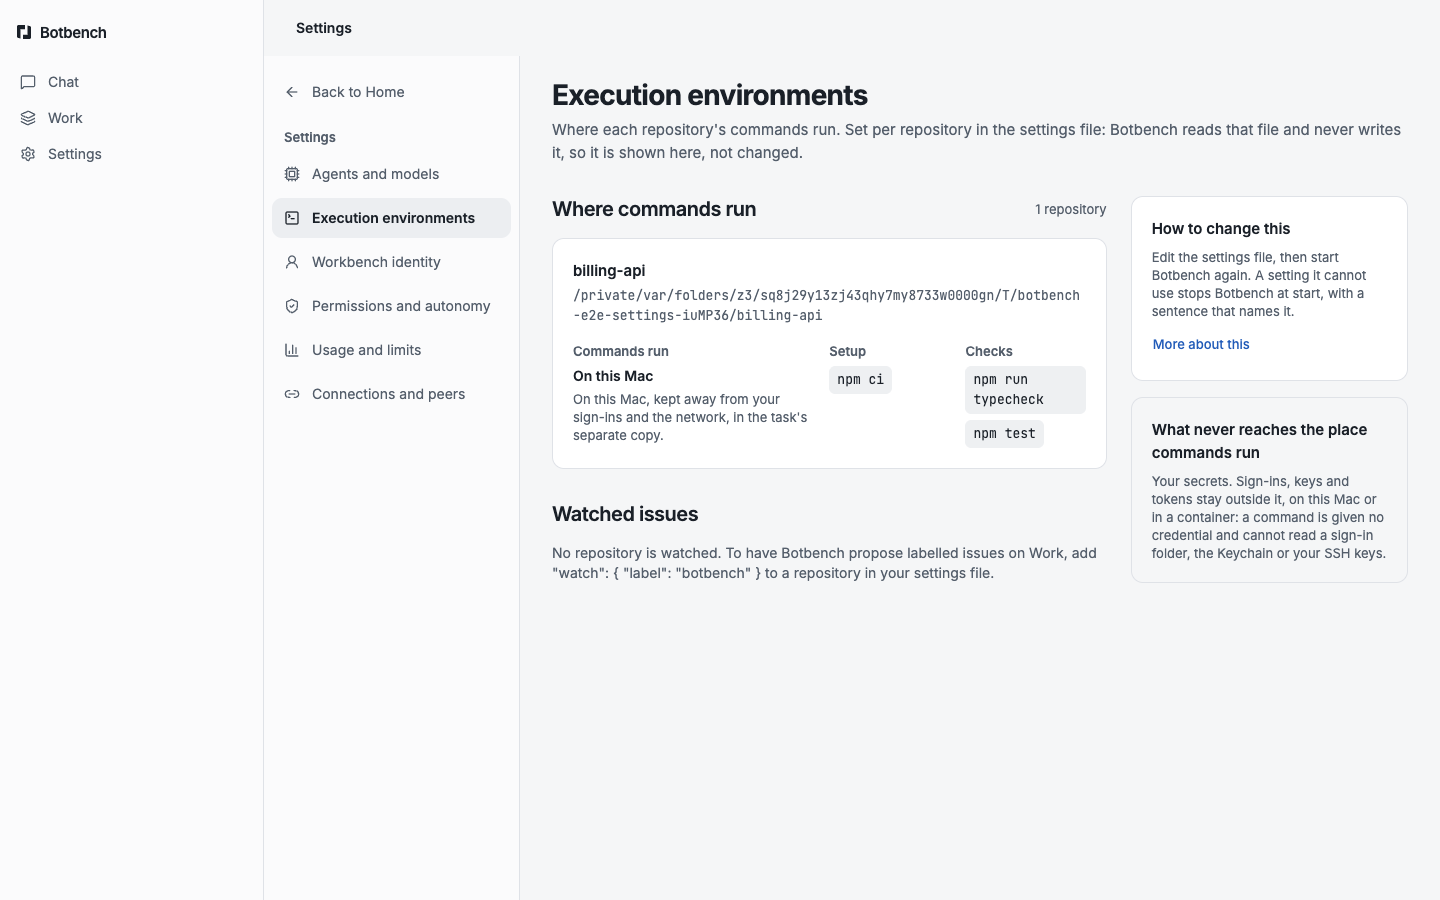 Botbench
Chat
Work
Settings
Settings
Back to Home
Settings
Agents and models
Execution environments
Workbench identity
Permissions and autonomy
Usage and limits
Connections and peers
Execution environments
Where each repository's commands run. Set per repository in the settings file: Botbench reads that file and never writes
it, so it is shown here, not changed.
Where commands run
1 repository
billing-api
/private/var/folders/z3/sq8j29y13zj43qhy7my8733w0000gn/T/botbench
-e2e-settings-iuMP36/billing-api
Commands run
On this Mac
On this Mac, kept away from your
sign-ins and the network, in the task's
separate copy.
Setup
npm ci
Checks
npm run
typecheck
npm test
Watched issues
No repository is watched. To have Botbench propose labelled issues on Work, add
"watch": { "label": "botbench" } to a repository in your settings file.
How to change this
Edit the settings file, then start
Botbench again. A setting it cannot
use stops Botbench at start, with a
sentence that names it.
More about this
What never reaches the place
commands run
Your secrets. Sign-ins, keys and
tokens stay outside it, on this Mac or
in a container: a command is given no
credential and cannot read a sign-in
folder, the Keychain or your SSH keys.